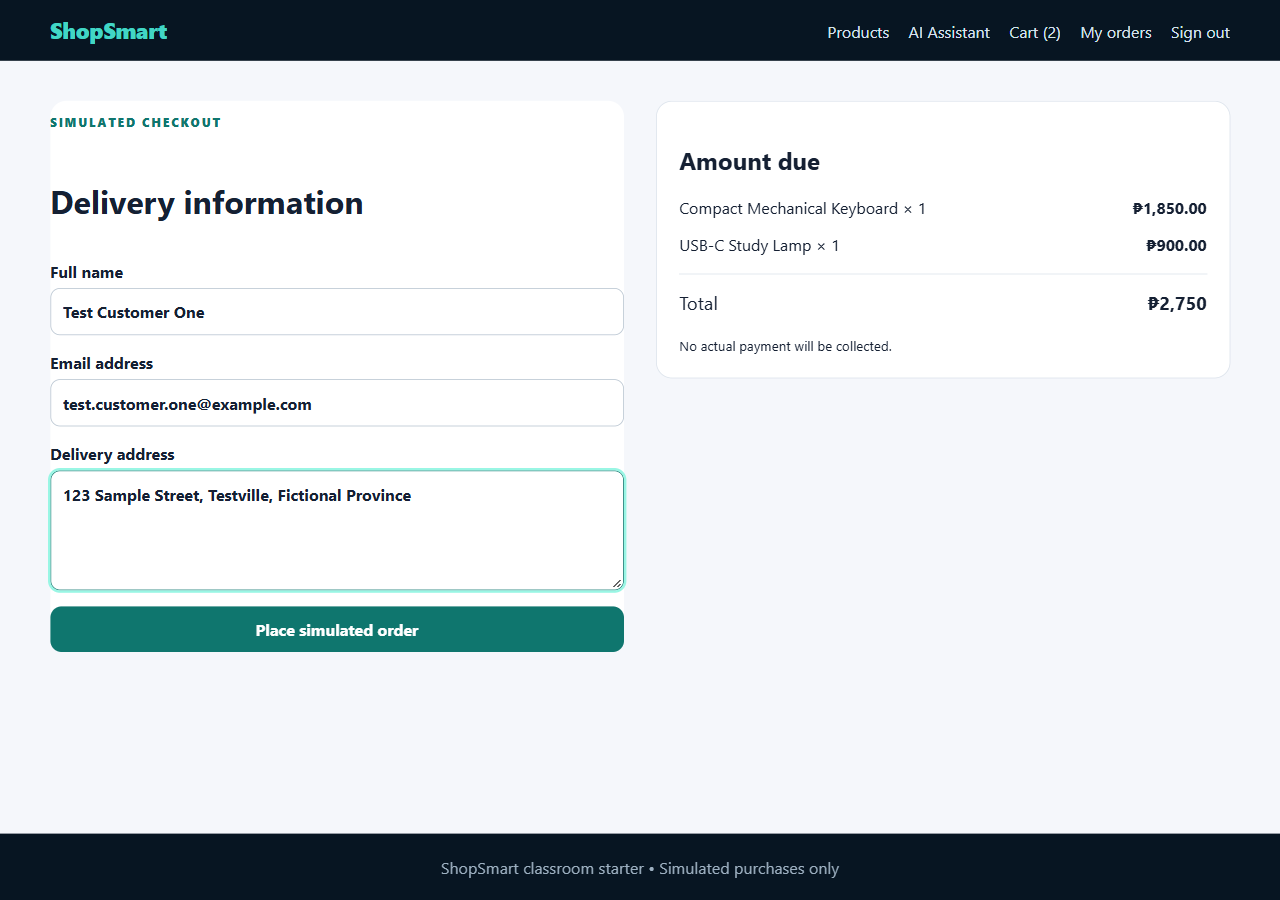 ShopSmart
Products AI Assistant Cart (2) My orders Sign out
SIMULATED CHECKOUT
Delivery information
Full name
Test Customer One
Email address
test.customer.one@example.com
Delivery address
123 Sample Street, Testville, Fictional Province
Place simulated order
Amount due
Compact Mechanical Keyboard × 1 ₱1,850.00
USB-C Study Lamp × 1 ₱900.00
Total ₱2,750
No actual payment will be collected.
ShopSmart classroom starter • Simulated purchases only